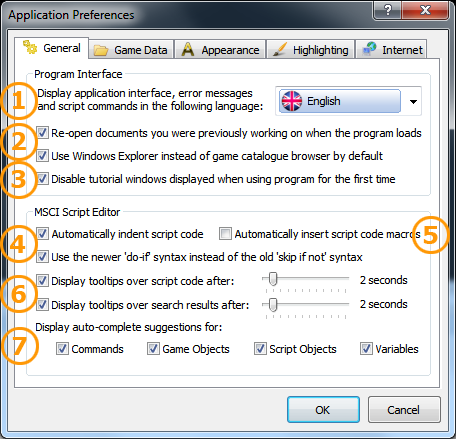 Application Preferences
?
General
Game Data
Appearance
Highlighting
Internet
Program Interface
1
Display application interface, error messages
and script commands in the following language:
English
2
Re-open documents you were previously working on when the program loads
Use Windows Explorer instead of game catalogue browser by default
3
Disable tutorial windows displayed when using program for the first time
MSCI Script Editor
4
Automatically indent script code
Automatically insert script code macros
5
Use the newer 'do-if' syntax instead of the old 'skip if not' syntax
6
Display tooltips over script code after:
2 seconds
Display tooltips over search results after:
2 seconds
7
Display auto-complete suggestions for:
Commands
Game Objects
Script Objects
Variables
OK
Cancel